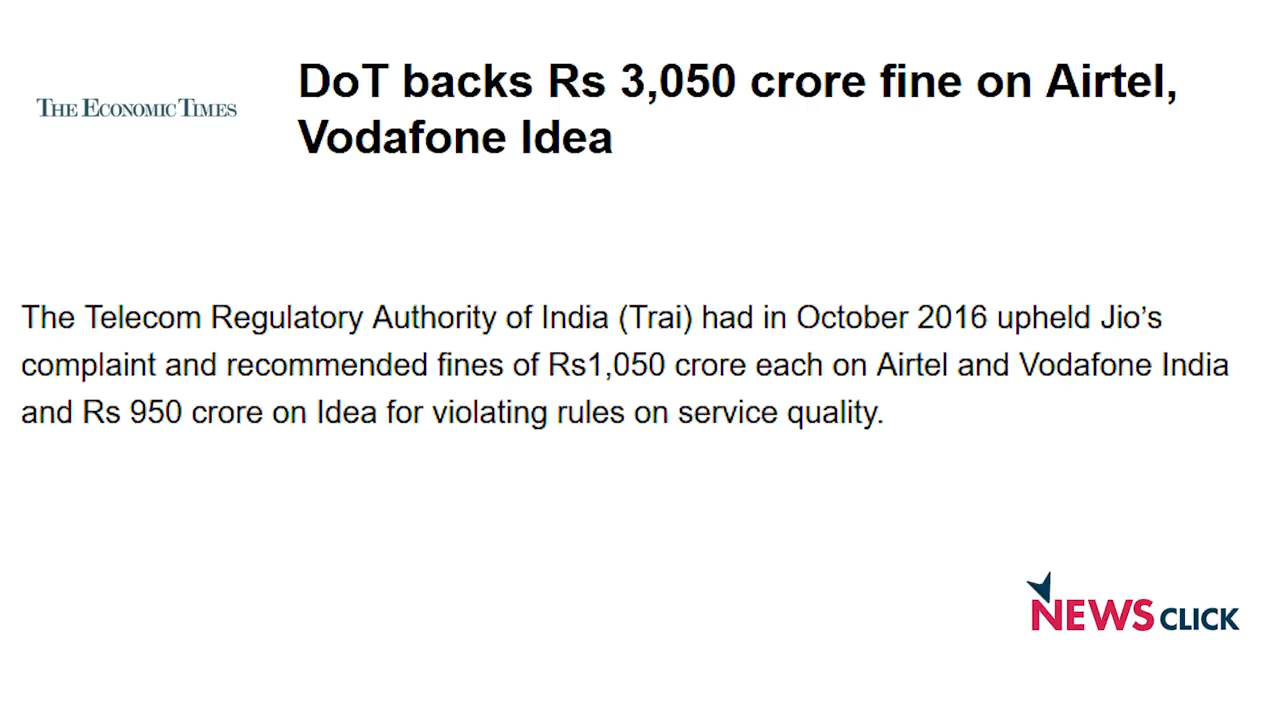 THE ECONOMIC TIMES
DoT backs Rs 3,050 crore fine on Airtel,
Vodafone Idea
The Telecom Regulatory Authority of India (Trai) had in October 2016 upheld Jio’s
complaint and recommended fines of Rs1,050 crore each on Airtel and Vodafone India
and Rs 950 crore on Idea for violating rules on service quality.
NEWS CLICK